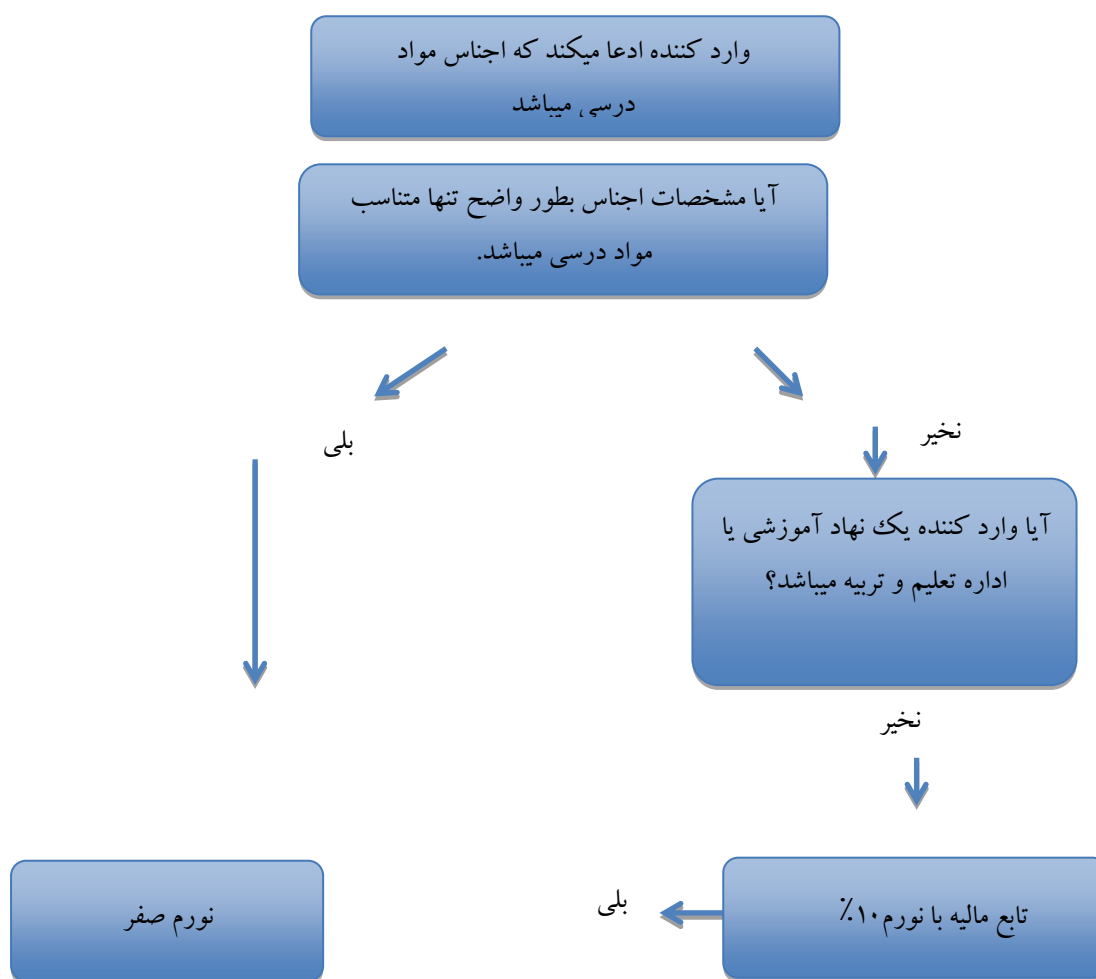 وارد کننده ادعا میکند که اجناس مواد
درسی میباشد
آیا مشخصات اجناس بطور واضح تنها متناسب
مواد درسی میباشد.
نخیر
بلی
آیا وارد کننده یک نهاد آموزشی یا
اداره تعلیم و تربیه میباشد؟
نخیر
تابع مالیه با نورم۱۰٪
بلی
نورم صفر